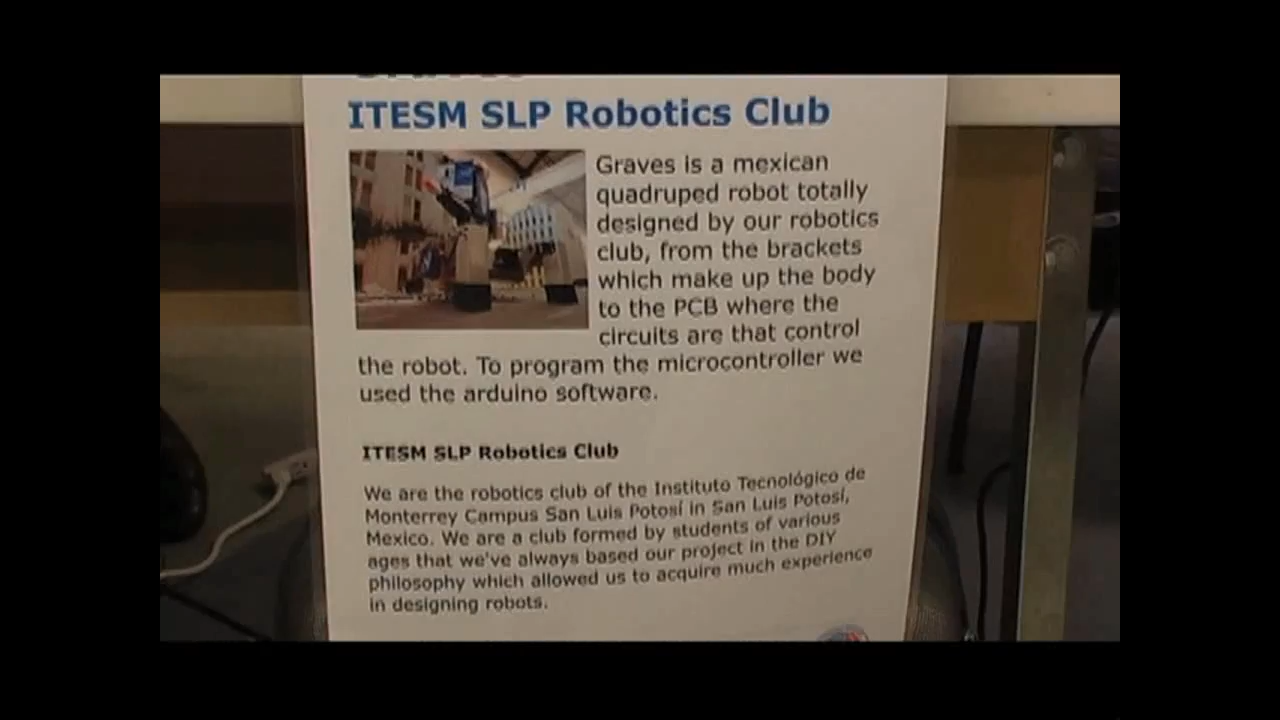 ITESM SLP Robotics Club
Graves is a mexican
quadruped robot totally
designed by our robotics
club, from the brackets
which make up the body
to the PCB where the
circuits are that control
the robot. To program the microcontroller we
used the arduino software.
ITESM SLP Robotics Club
We are the robotics club of the Instituto Tecnológico de
Monterrey Campus San Luis Potosí in San Luis Potosí,
Mexico. We are a club formed by students of various
ages that we've always based our project in the DIY
philosophy which allowed us to acquire much experience
in designing robots.